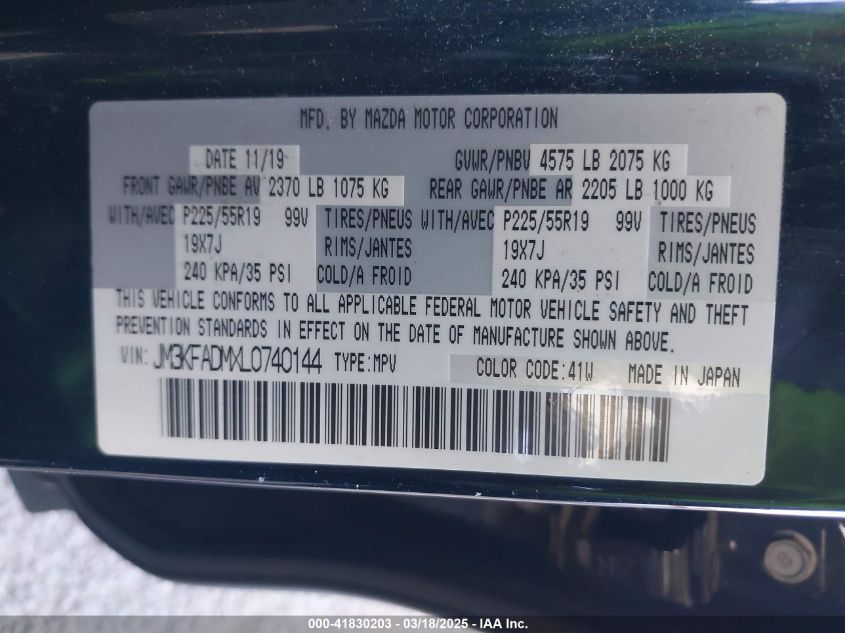 MFD. BY MAZDA MOTOR CORPORATION
DATE 11/19 GVWR/PNBV 4575 LB 2075 KG
FRONT GAWR/PNBE AV 2370 LB 1075 KG REAR GAWR/PNBE AR 2205 LB 1000 KG
WITH/AVEC P225/55R19 99V TIRES/PNEUS WITH/AVEC P225/55R19 99V TIRES/PNEUS
19X7J RIMS/JANTES 19X7J RIMS/JANTES
240 KPA/35 PSI COLD/A FROID 240 KPA/35 PSI COLD/A FROID
THIS VEHICLE CONFORMS TO ALL APPLICABLE FEDERAL MOTOR VEHICLE SAFETY AND THEFT
PREVENTION STANDARDS IN EFFECT ON THE DATE OF MANUFACTURE SHOWN ABOVE.
VIN: JM3KFADMXL0740144 TYPE:MPV COLOR CODE:41W MADE IN JAPAN
000-41830203 - 03/18/2025 - IAA, Inc.